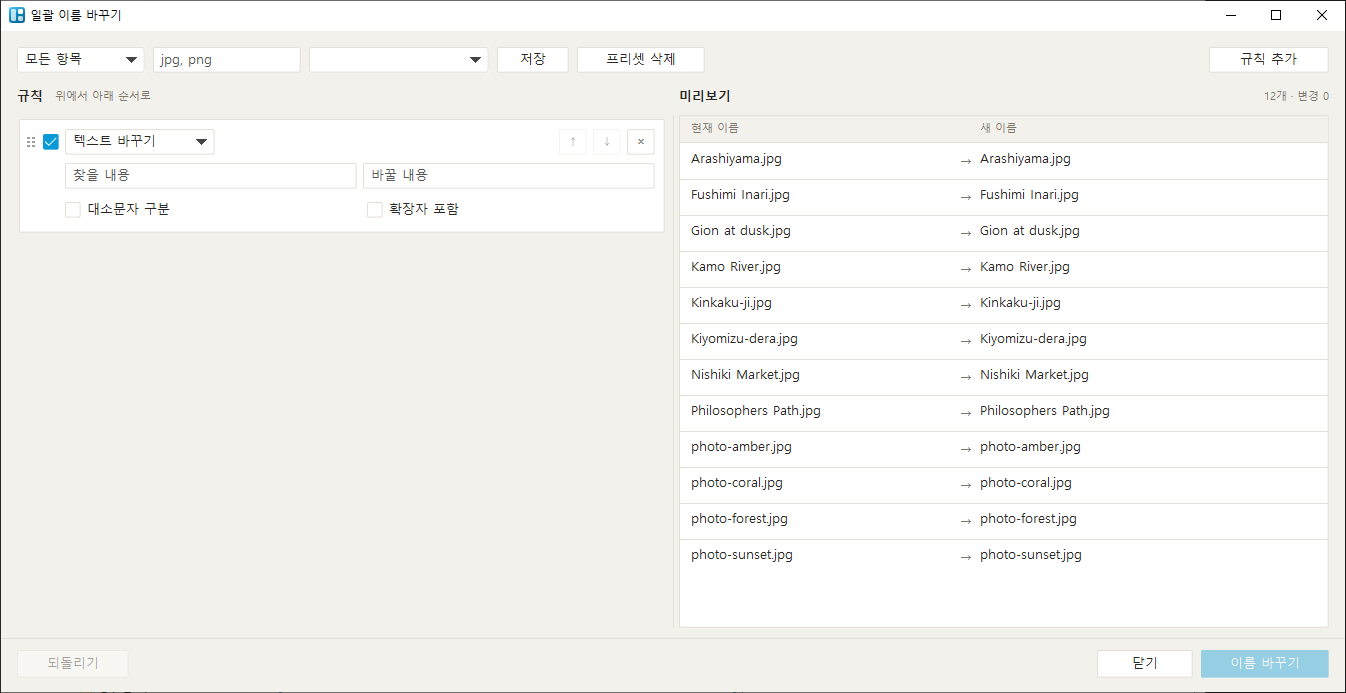 일괄 이름 바꾸기
모든 항목 jpg, png 저장 프리셋 삭제 규칙 추가
규칙 위에서 아래 순서로
텍스트 바꾸기 ↑ ↓ ×
찾을 내용 바꿀 내용
대소문자 구분 확장자 포함
미리보기 12개 · 변경 0
현재 이름 새 이름
Arashiyama.jpg → Arashiyama.jpg
Fushimi Inari.jpg → Fushimi Inari.jpg
Gion at dusk.jpg → Gion at dusk.jpg
Kamo River.jpg → Kamo River.jpg
Kinkaku-ji.jpg → Kinkaku-ji.jpg
Kiyomizu-dera.jpg → Kiyomizu-dera.jpg
Nishiki Market.jpg → Nishiki Market.jpg
Philosophers Path.jpg → Philosophers Path.jpg
photo-amber.jpg → photo-amber.jpg
photo-coral.jpg → photo-coral.jpg
photo-forest.jpg → photo-forest.jpg
photo-sunset.jpg → photo-sunset.jpg
되돌리기 닫기 이름 바꾸기